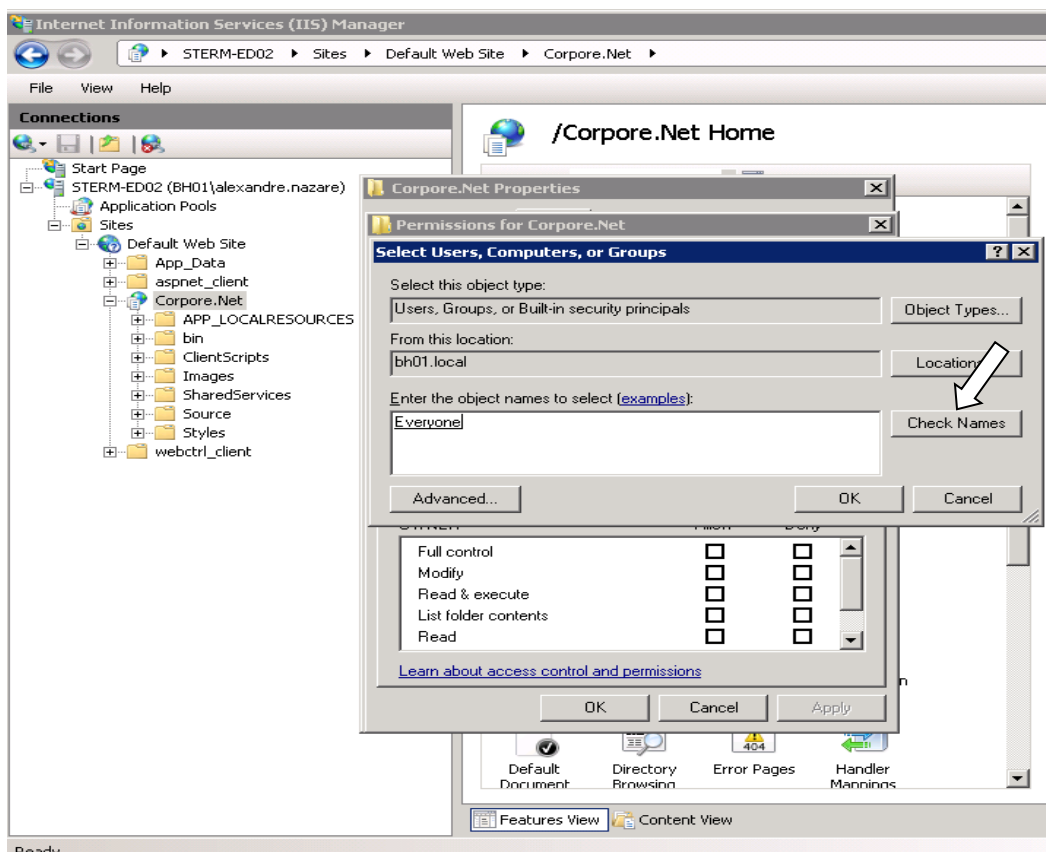 Internet Information Services (IIS) Manager
STERM-ED02 Sites Default Web Site Corpore.Net
File View Help
Connections
Start Page
STERM-ED02 (BH01\alexandre.nazare)
Application Pools
Sites
Default Web Site
App_Data
aspnet_client
Corpore.Net
APP_LOCALRESOURCES
bin
ClientScripts
Images
SharedServices
Source
Styles
webctrl_client
/Corpore.Net Home
Corpore.Net Properties
Permissions for Corpore.Net
Select Users, Computers, or Groups
Select this object type:
Users, Groups, or Built-in security principals
Object Types...
From this location:
bh01.local
Location
Enter the object names to select (examples):
Everyone
Check Names
Advanced...
OK
Cancel
Full control
Modify
Read & execute
List folder contents
Read
Learn about access control and permissions
OK
Cancel
Apply
404
Default Document
Directory Browsing
Error Pages
Handler Mappings
Features View
Content View
Ready